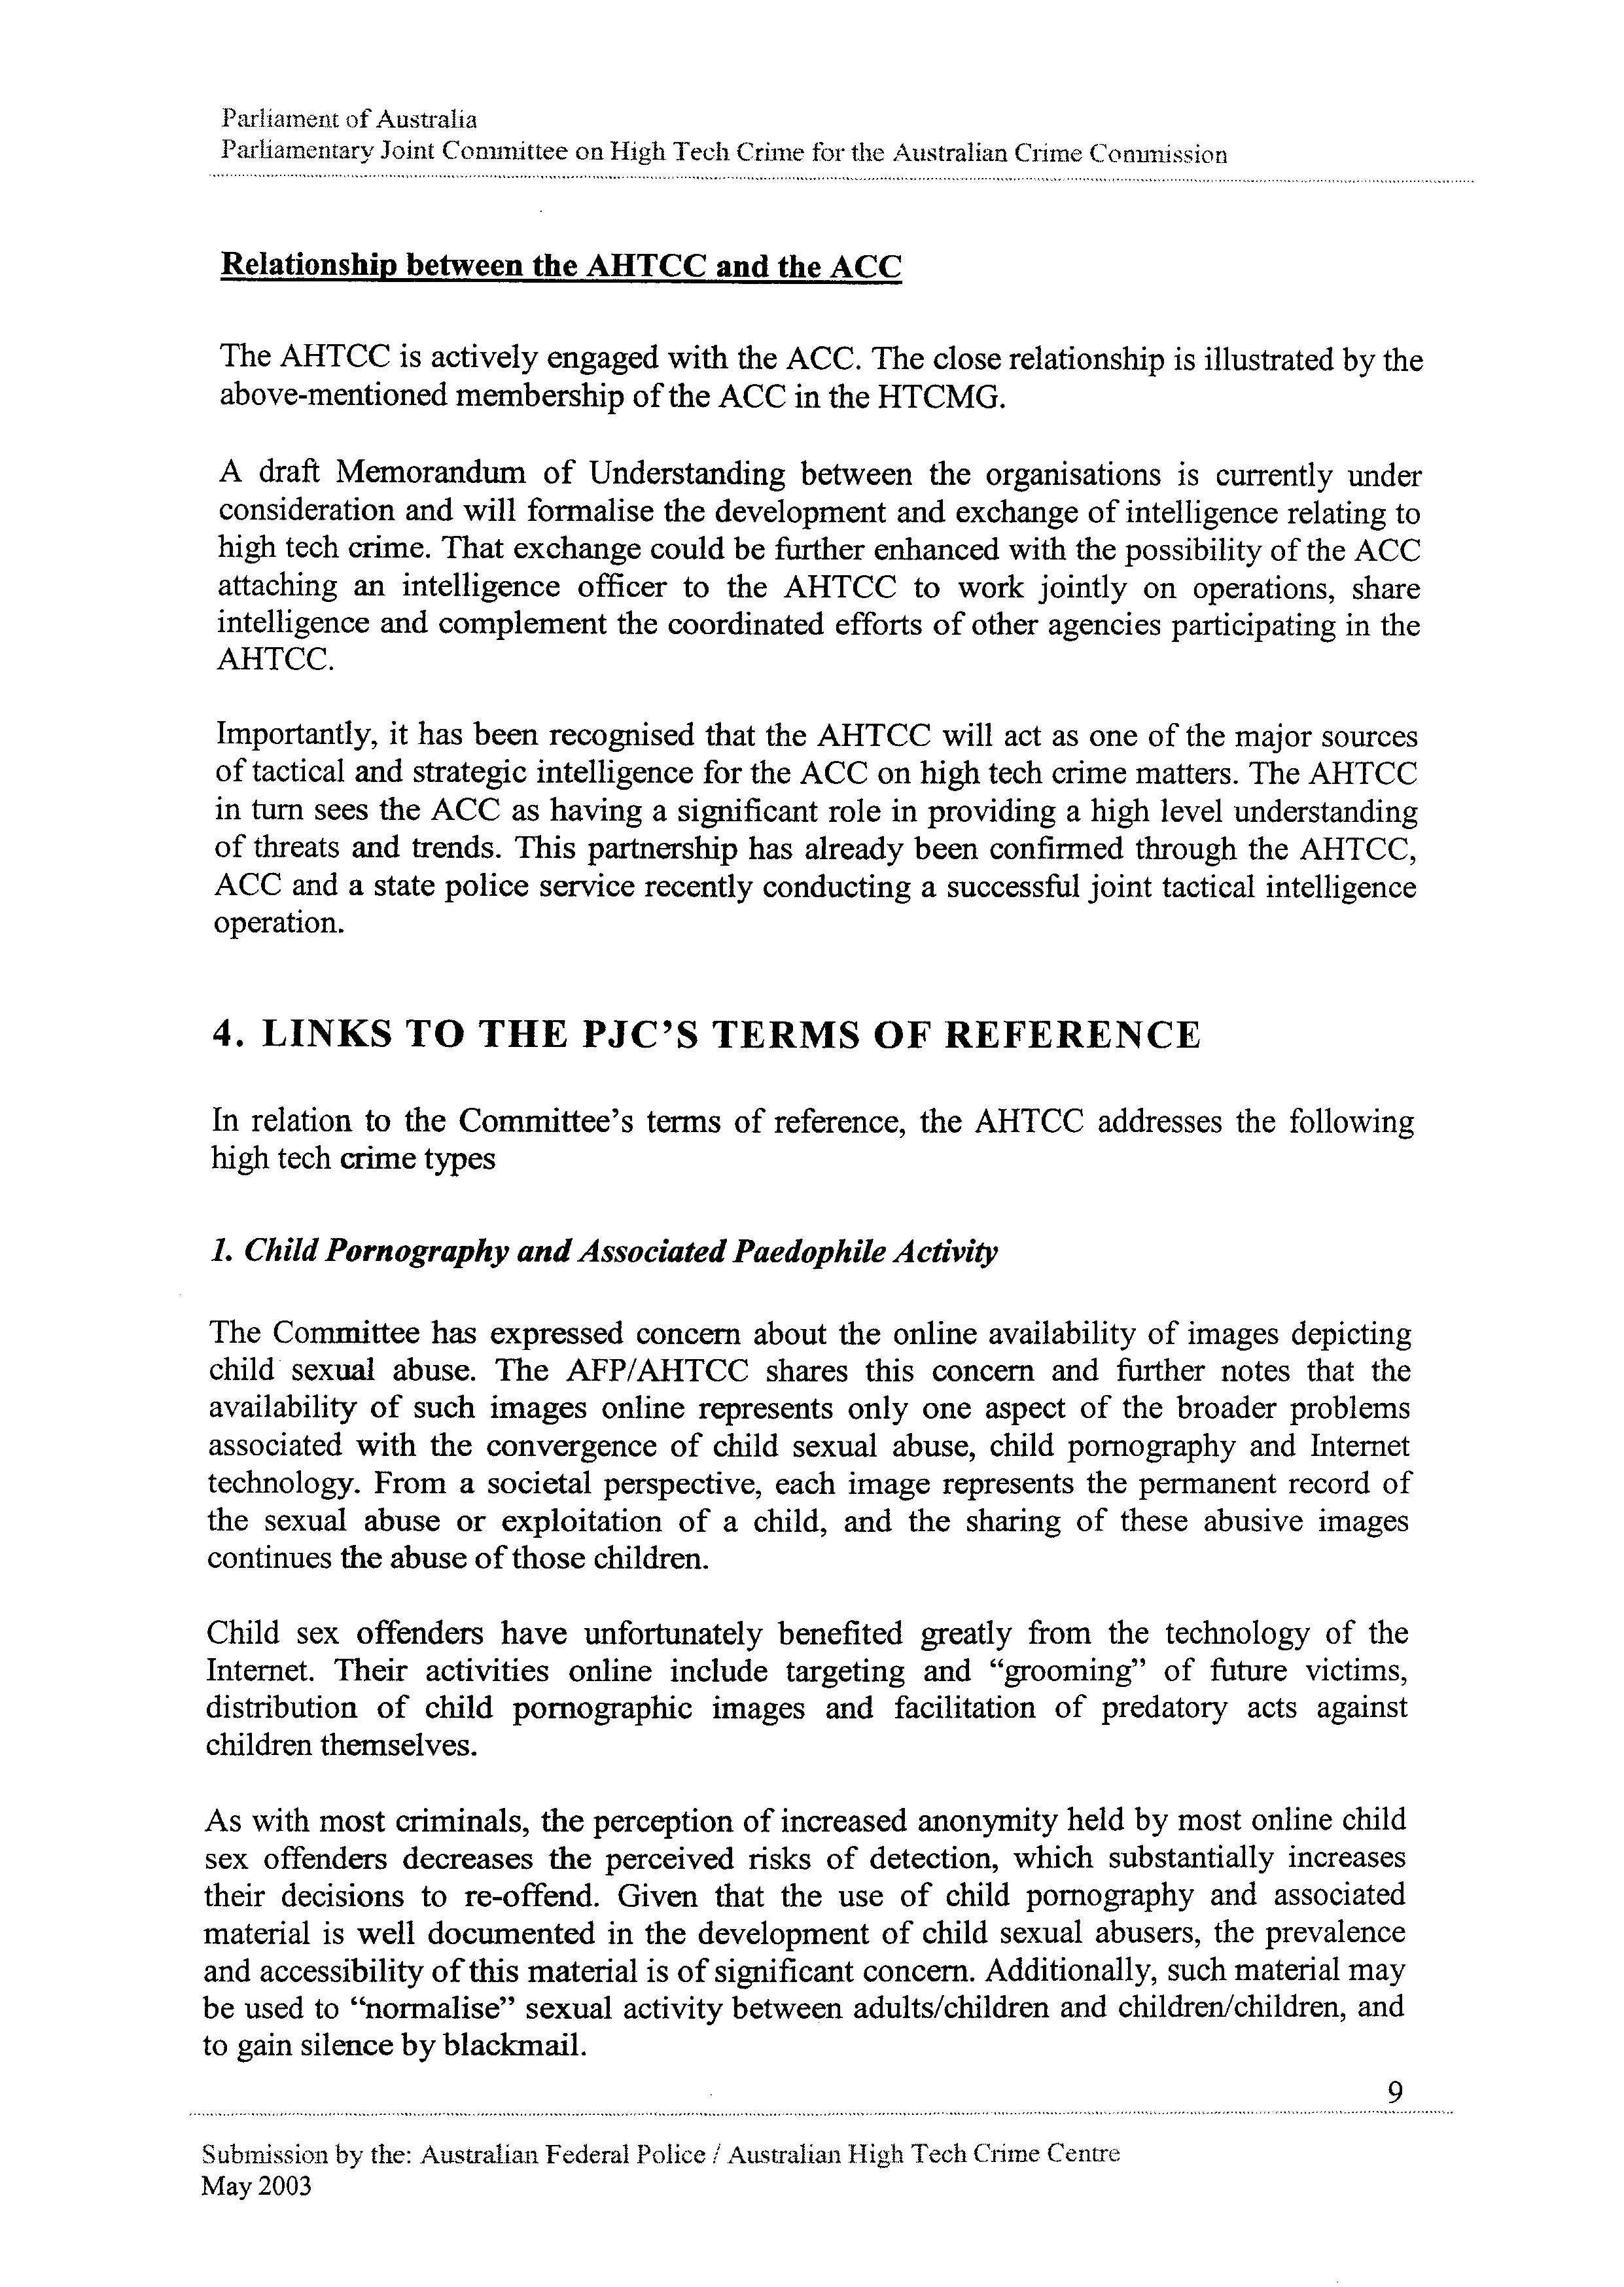 Parliament of Australia
Parliamentary Joint Committee on High Tech Crime for the Australian Crime Commission
Relationship between the AHTCC and the ACC
The AHTCC is actively engaged with the ACC. The close relationship is illustrated by the
above-mentioned membership of the ACC in the HTCMG.
A draft Memorandum of Understanding between the organisations is currently under
consideration and will formalise the development and exchange of intelligence relating to
high tech crime. That exchange could be further enhanced with the possibility of the ACC
attaching an intelligence officer to the AHTCC to work jointly on operations, share
intelligence and complement the coordinated efforts of other agencies participating in the
AHTCC.
Importantly, it has been recognised that the AHTCC will act as one of the major sources
of tactical and strategic intelligence for the ACC on high tech crime matters. The AHTCC
in turn sees the ACC as having a significant role in providing a high level understanding
of threats and trends. This partnership has already been confirmed through the AHTCC,
ACC and a state police service recently conducting a successful joint tactical intelligence
operation.
4. LINKS TO THE PJC’S TERMS OF REFERENCE
In relation to the Committee’s terms of reference, the AHTCC addresses the following
high tech crime types
1. Child Pornography and Associated Paedophile Activity
The Committee has expressed concern about the online availability of images depicting
child sexual abuse. The AFP/AHTCC shares this concern and further notes that the
availability of such images online represents only one aspect of the broader problems
associated with the convergence of child sexual abuse, child pornography and Internet
technology. From a societal perspective, each image represents the permanent record of
the sexual abuse or exploitation of a child, and the sharing of these abusive images
continues the abuse of those children.
Child sex offenders have unfortunately benefited greatly from the technology of the
Internet. Their activities online include targeting and “grooming” of future victims,
distribution of child pornographic images and facilitation of predatory acts against
children themselves.
As with most criminals, the perception of increased anonymity held by most online child
sex offenders decreases the perceived risks of detection, which substantially increases
their decisions to re-offend. Given that the use of child pornography and associated
material is well documented in the development of child sexual abusers, the prevalence
and accessibility of this material is of significant concern. Additionally, such material may
be used to “normalise” sexual activity between adults/children and children/children, and
to gain silence by blackmail.
9
Submission by the: Australian Federal Police / Australian High Tech Crime Centre
May 2003